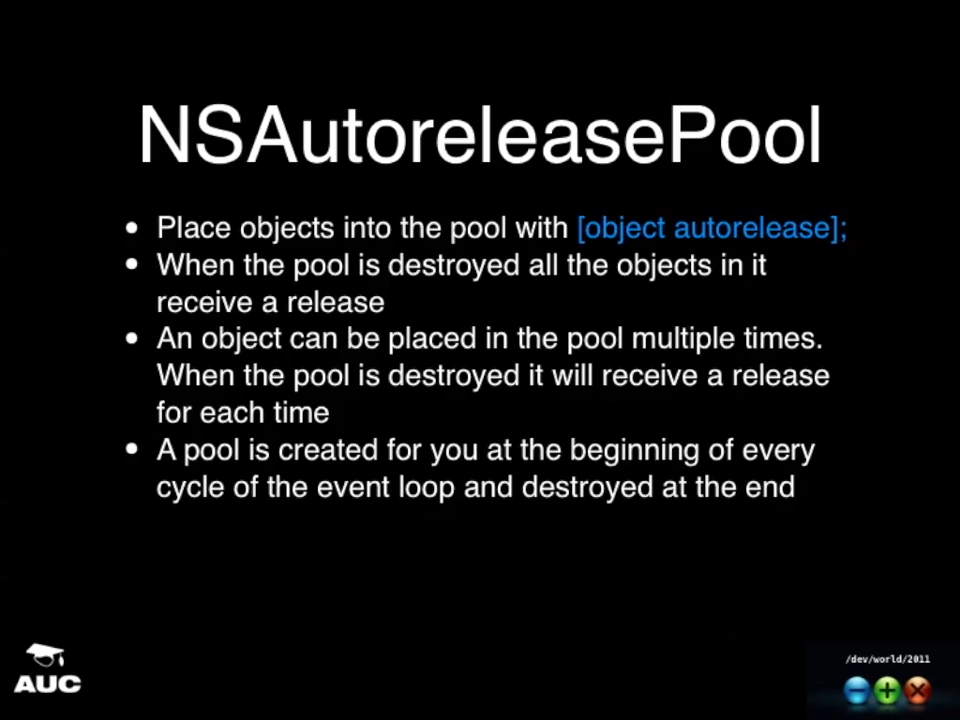 NSAutoreleasePool
• Place objects into the pool with [object autorelease];
• When the pool is destroyed all the objects in it
receive a release
• An object can be placed in the pool multiple times.
When the pool is destroyed it will receive a release
for each time
• A pool is created for you at the beginning of every
cycle of the event loop and destroyed at the end
AUC
/dev/world/2011